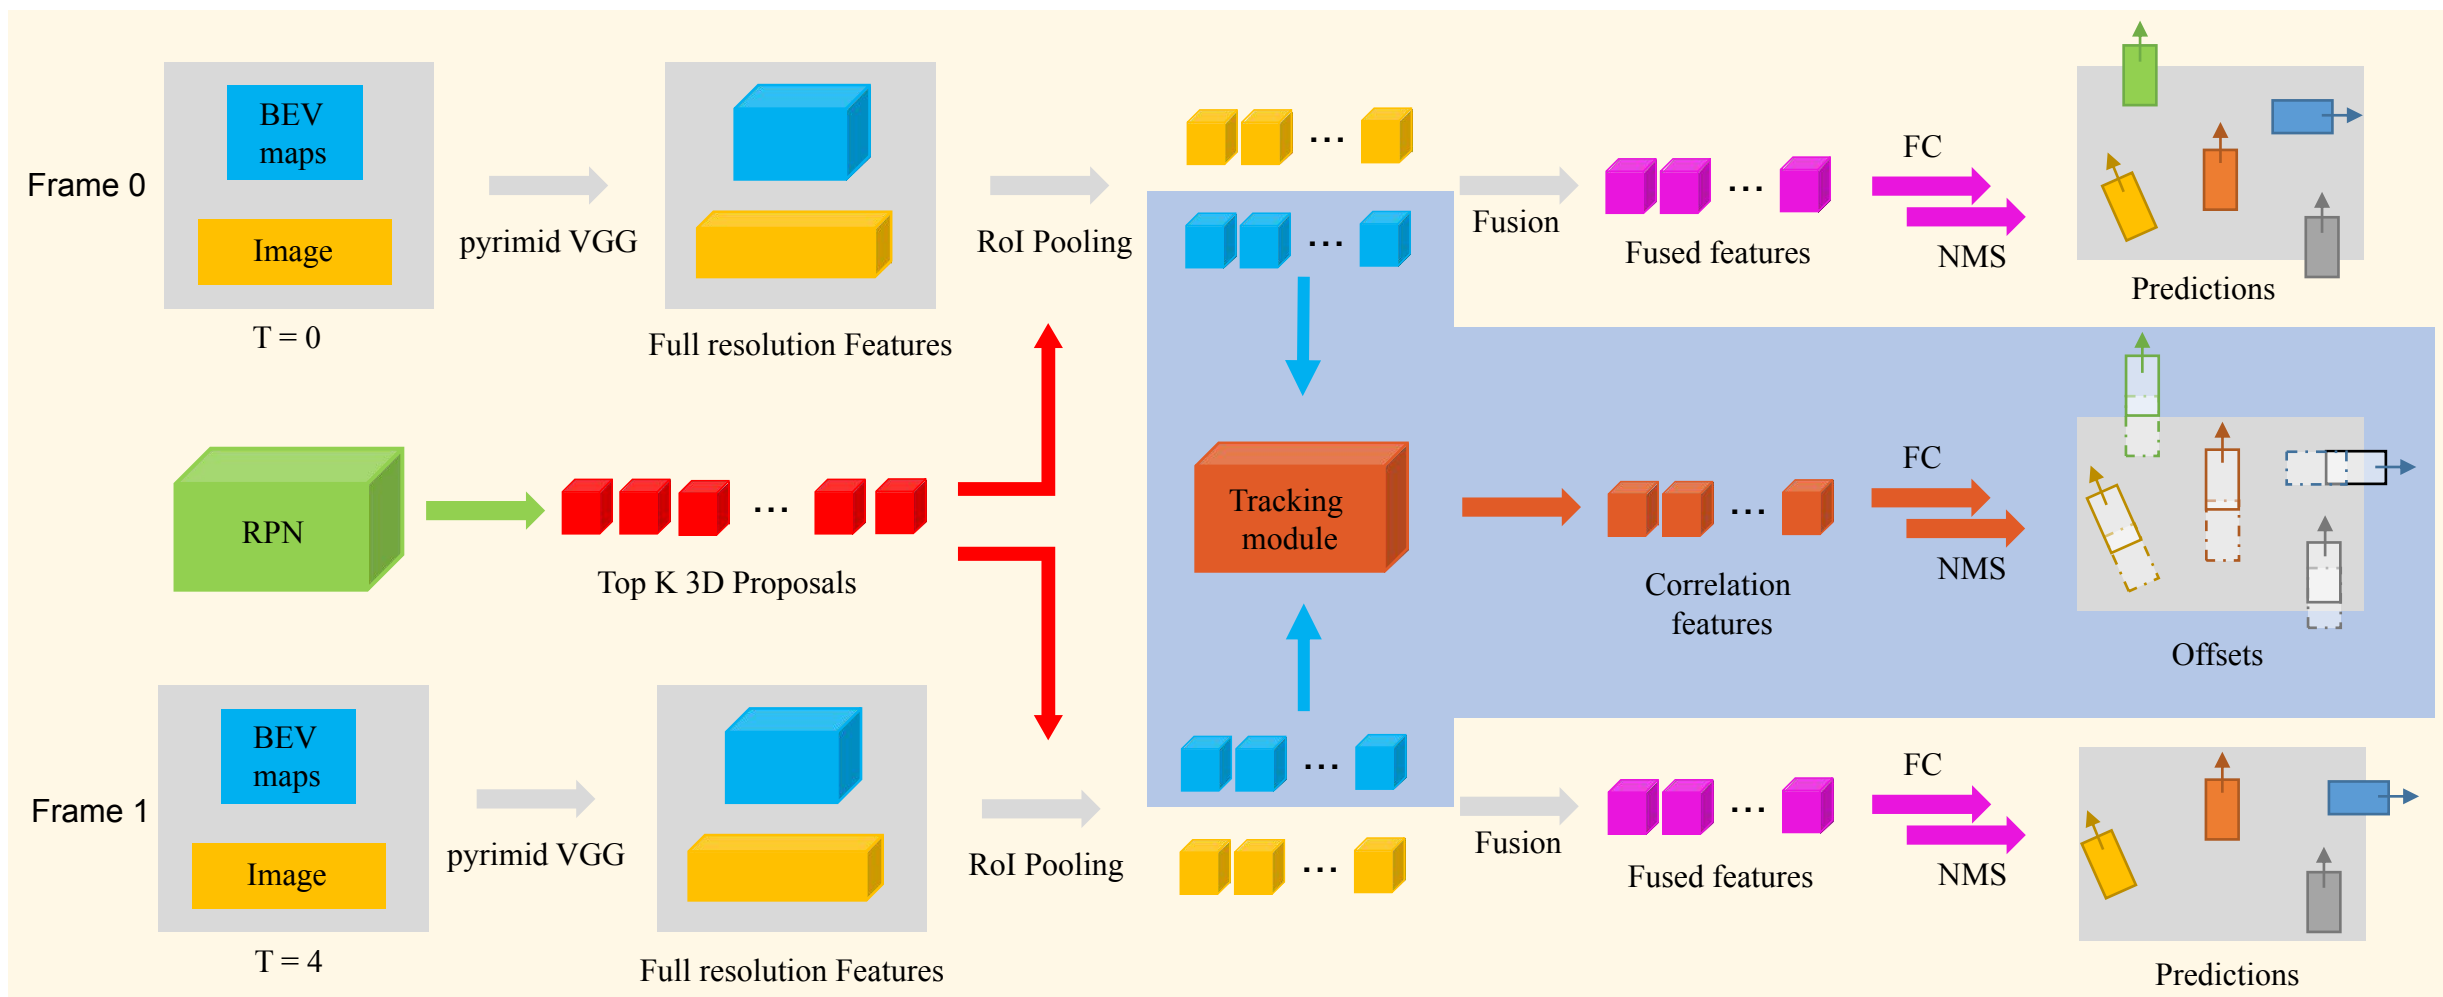 Frame 0
BEV
maps
Image
T = 0
pyrimid VGG
Full resolution Features
RoI Pooling
...
...
Fusion
...
Fused features
FC
NMS
Predictions
RPN
...
Top K 3D Proposals
Tracking
module
...
Correlation
features
FC
NMS
Offsets
Frame 1
BEV
maps
Image
T = 4
pyrimid VGG
Full resolution Features
RoI Pooling
...
...
Fusion
...
Fused features
FC
NMS
Predictions